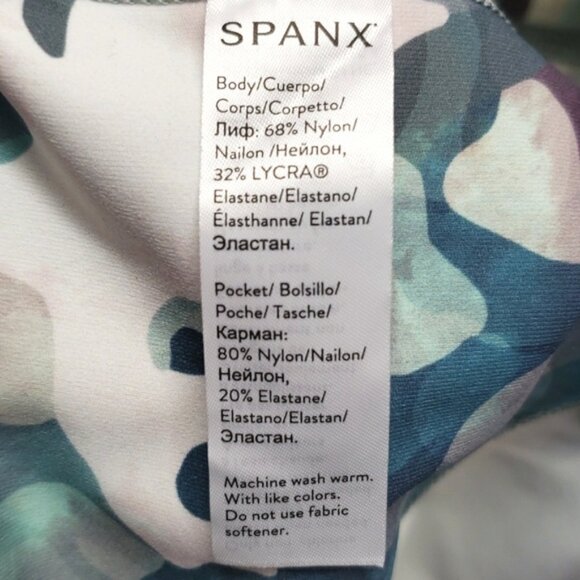 SPANX
Body/Cuerpo/
Corps/Corpetto/
Лиф: 68% Nylon/
Nailon /Нейлон,
32% LYCRA®
Elastane/Elastano/
Élasthanne/ Elastan/
Эластан.
Pocket/ Bolsillo/
Poche/ Tasche/
Карман:
80% Nylon/Nailon/
Нейлон,
20% Elastane/
Elastano/Elastan/
Эластан.
Machine wash warm.
With like colors.
Do not use fabric
softener.